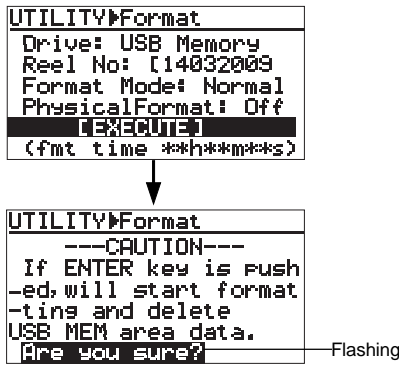 UTILITY▶Format
Drive: USB Memory
Reel No: [14032009
Format Mode: Normal
PhysicalFormat: Off
[EXECUTE]
(fmt time **h**m**s)
UTILITY▶Format
---CAUTION---
If ENTER key is push
-ed,will start format
-ting and delete
USB MEM area data.
Are you sure?
Flashing